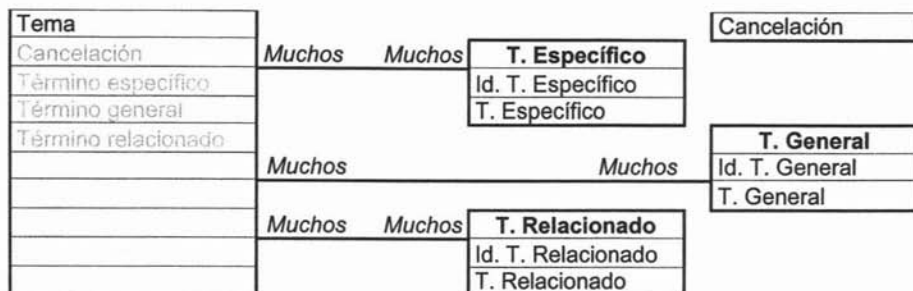 Tema
Cancelación
Término específico
Término general
Término relacionado
Muchos Muchos
T. Específico
Id. T. Específico
T. Específico
Cancelación
Muchos Muchos
T. General
Id. T. General
T. General
Muchos Muchos
T. Relacionado
Id. T. Relacionado
T. Relacionado